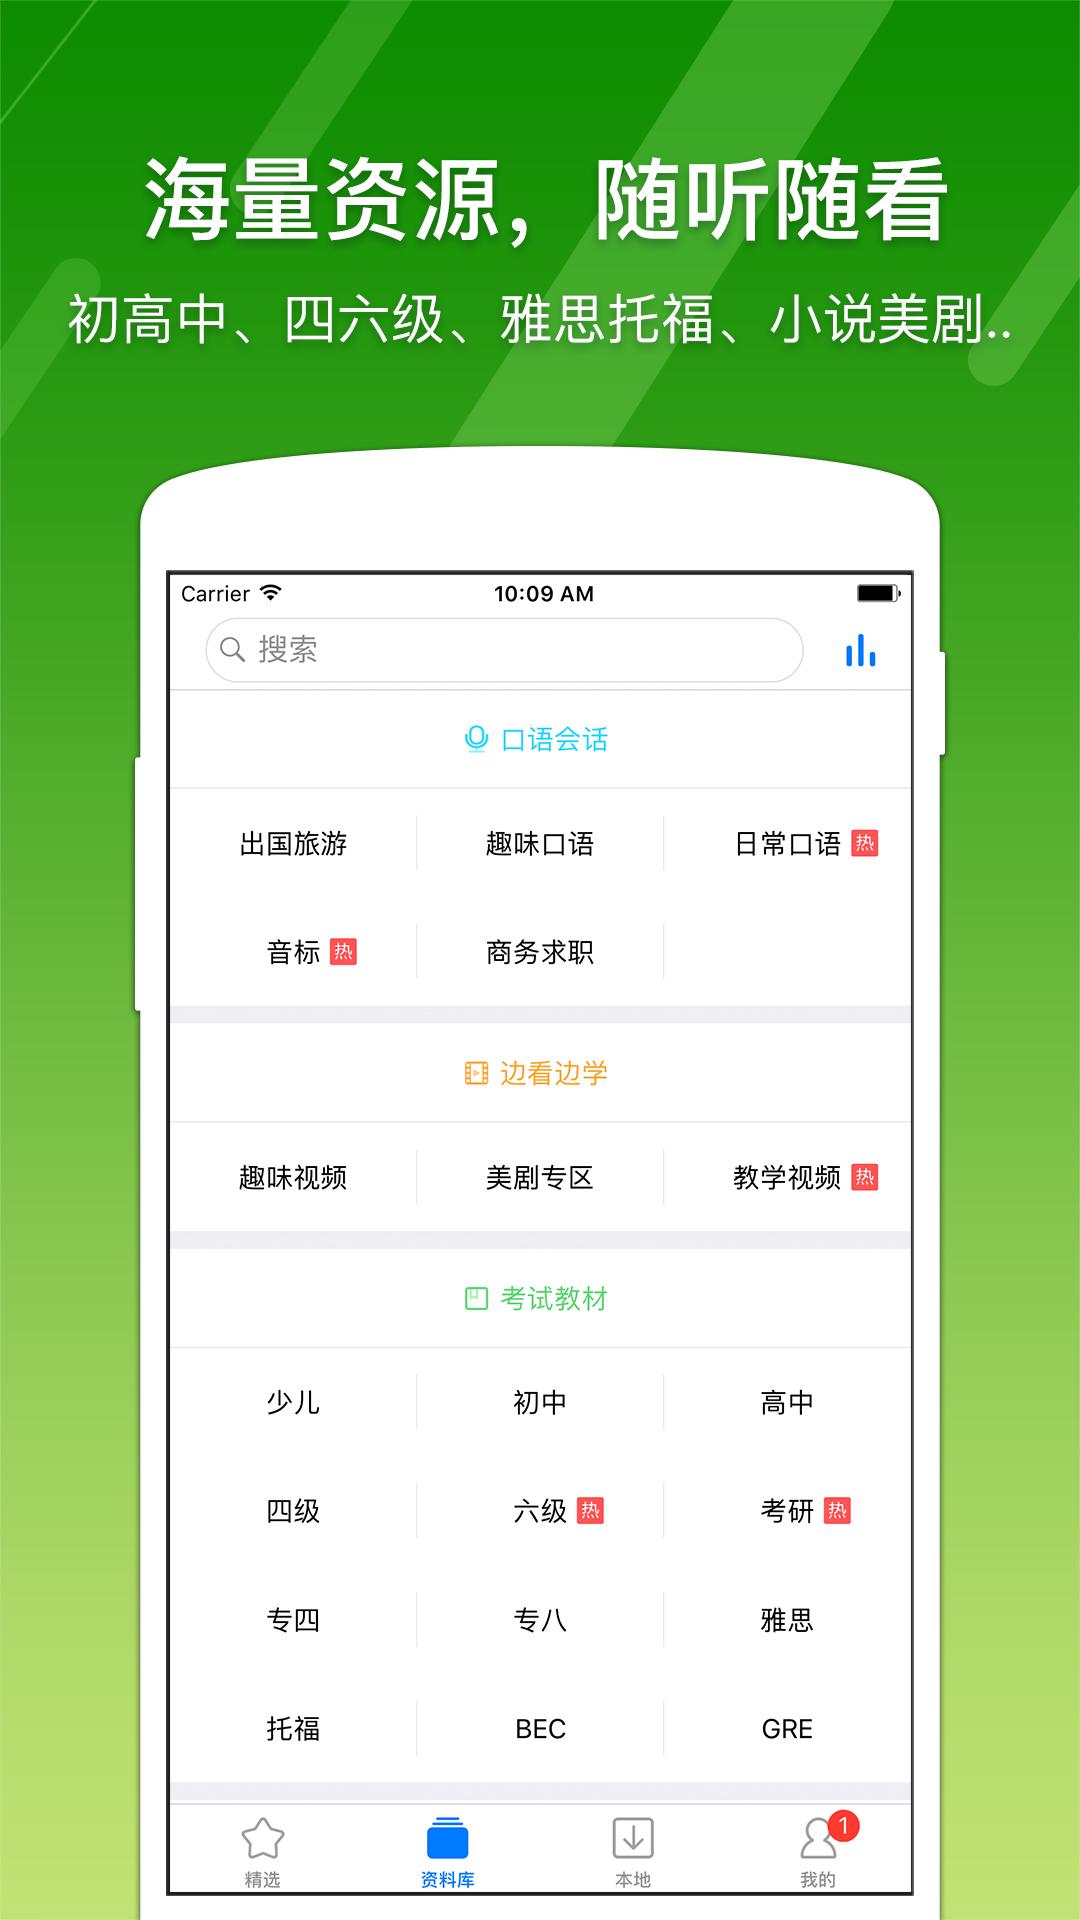 海量资源，随听随看
初高中、四六级、雅思托福、小说美剧..
Carrier 10:09 AM
搜索
口语会话
出国旅游 趣味口语 日常口语 热
音标 热 商务求职
边看边学
趣味视频 美剧专区 教学视频 热
考试教材
少儿 初中 高中
四级 六级 热 考研 热
专四 专八 雅思
托福 BEC GRE
1
精选 资料库 本地 我的